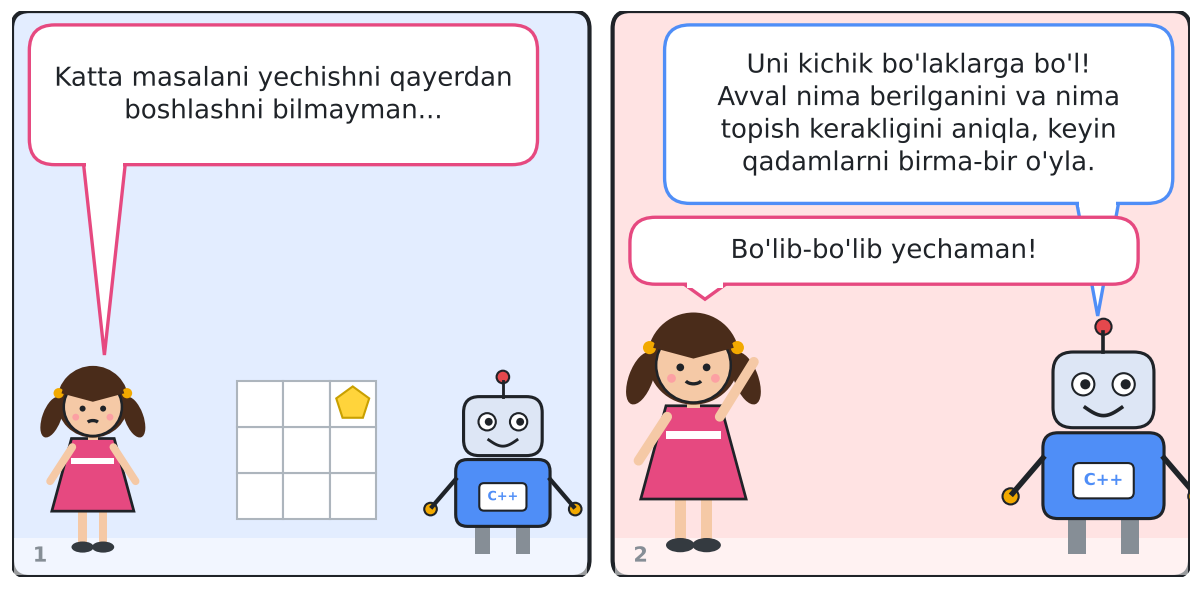 Katta masalani yechishni qayerdan
boshlashni bilmayman...
C++
1
Uni kichik bo'laklarga bo'l!
Avval nima berilganini va nima
topish kerakligini aniqla, keyin
qadamlarni birma-bir o'yla.
Bo'lib-bo'lib yechaman!
C++
2